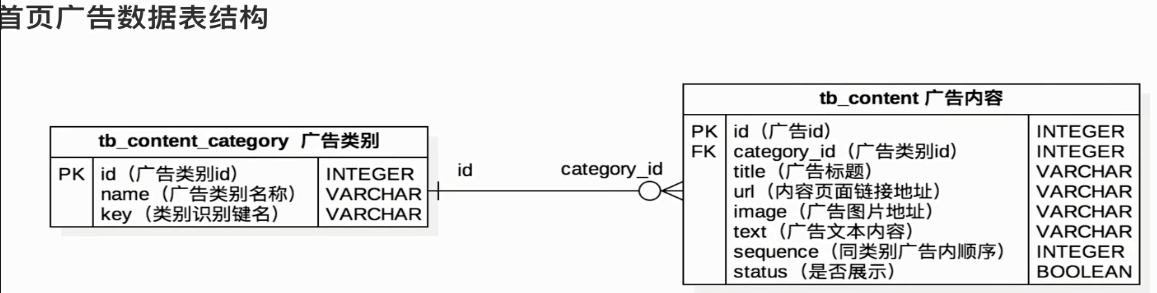 首页广告数据表结构
tb_content_category 广告类别
PK id（广告类别id） INTEGER
name（广告类别名称） VARCHAR
key（类别识别键名） VARCHAR
id
category_id
tb_content 广告内容
PK id（广告id） INTEGER
FK category_id（广告类别id） INTEGER
title（广告标题） VARCHAR
url（内容页面链接地址） VARCHAR
image（广告图片地址） VARCHAR
text（广告文本内容） VARCHAR
sequence（同类别广告内顺序） INTEGER
status（是否展示） BOOLEAN